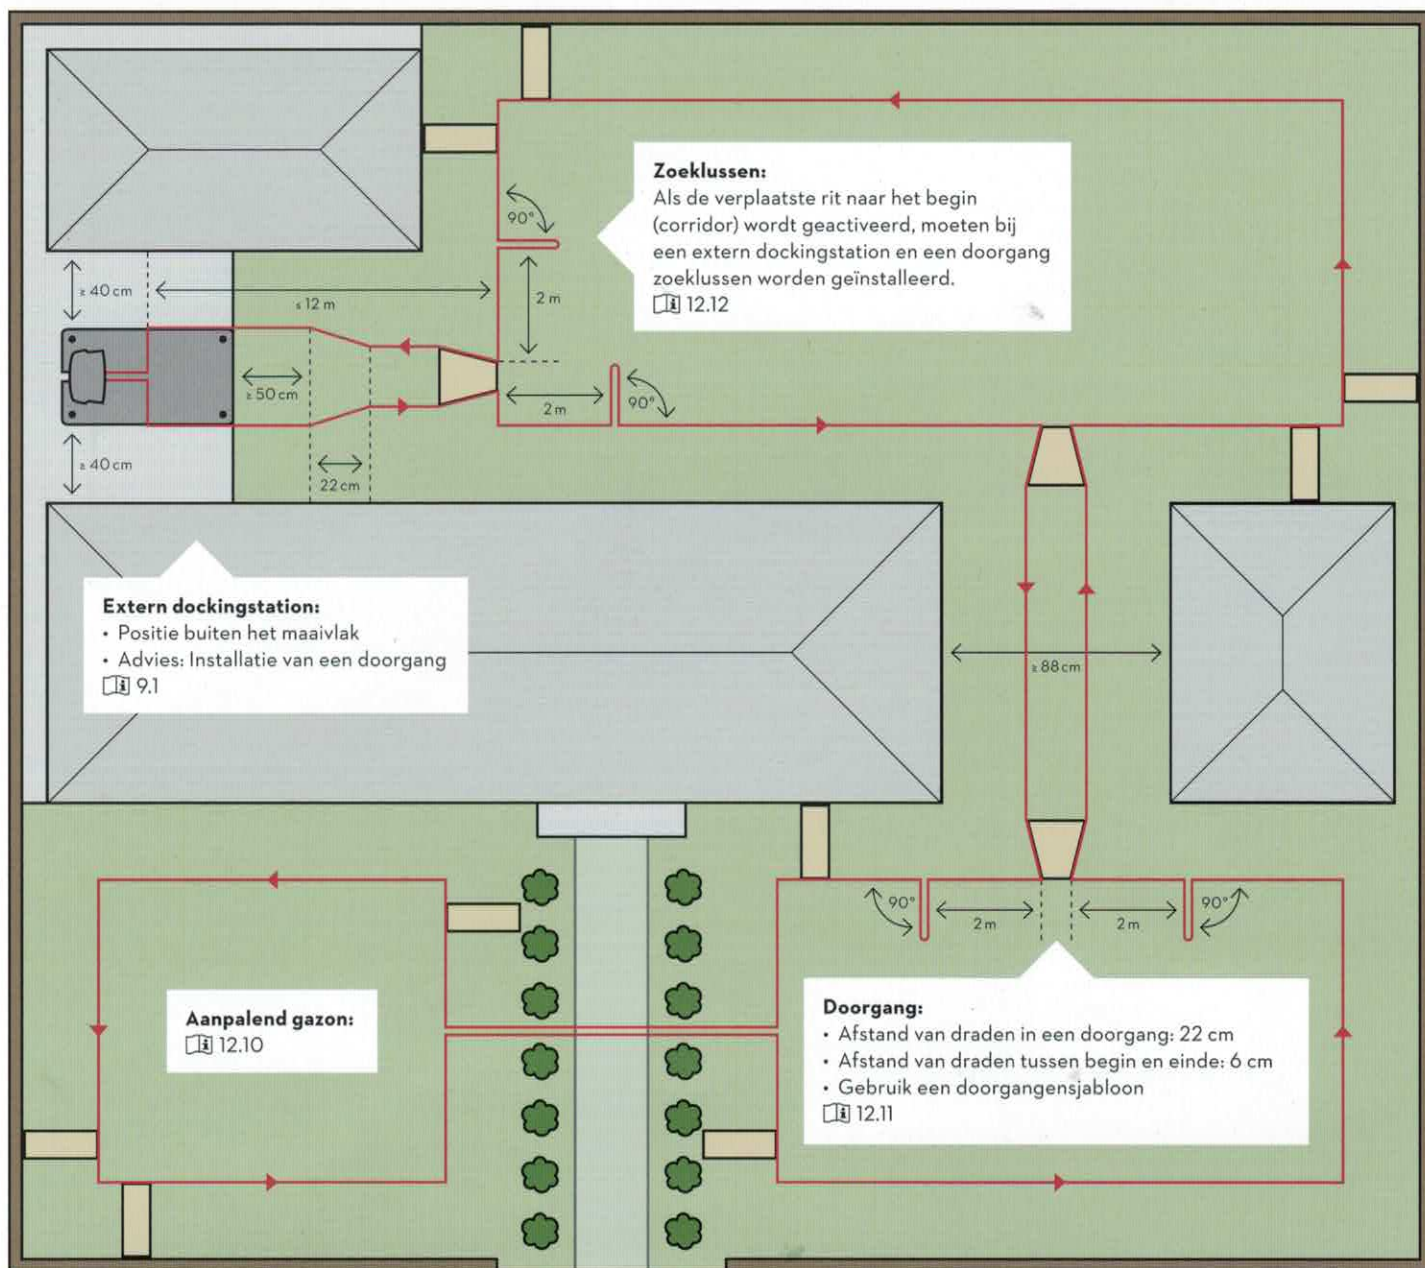 Zoeklussen:
Als de verplaatste rit naar het begin
(corridor) wordt geactiveerd, moeten bij
een extern dockingstation en een doorgang
zoeklussen worden geïnstalleerd.
12.12
90°
≥ 40 cm
≤ 12 m
2 m
≥ 50 cm
2 m
90°
≥ 40 cm
22 cm
Extern dockingstation:
• Positie buiten het maaivlak
• Advies: Installatie van een doorgang
9.1
≥ 88 cm
90°
2 m
2 m
90°
Aanpalend gazon:
12.10
Doorgang:
• Afstand van draden in een doorgang: 22 cm
• Afstand van draden tussen begin en einde: 6 cm
• Gebruik een doorgangensjabloon
12.11